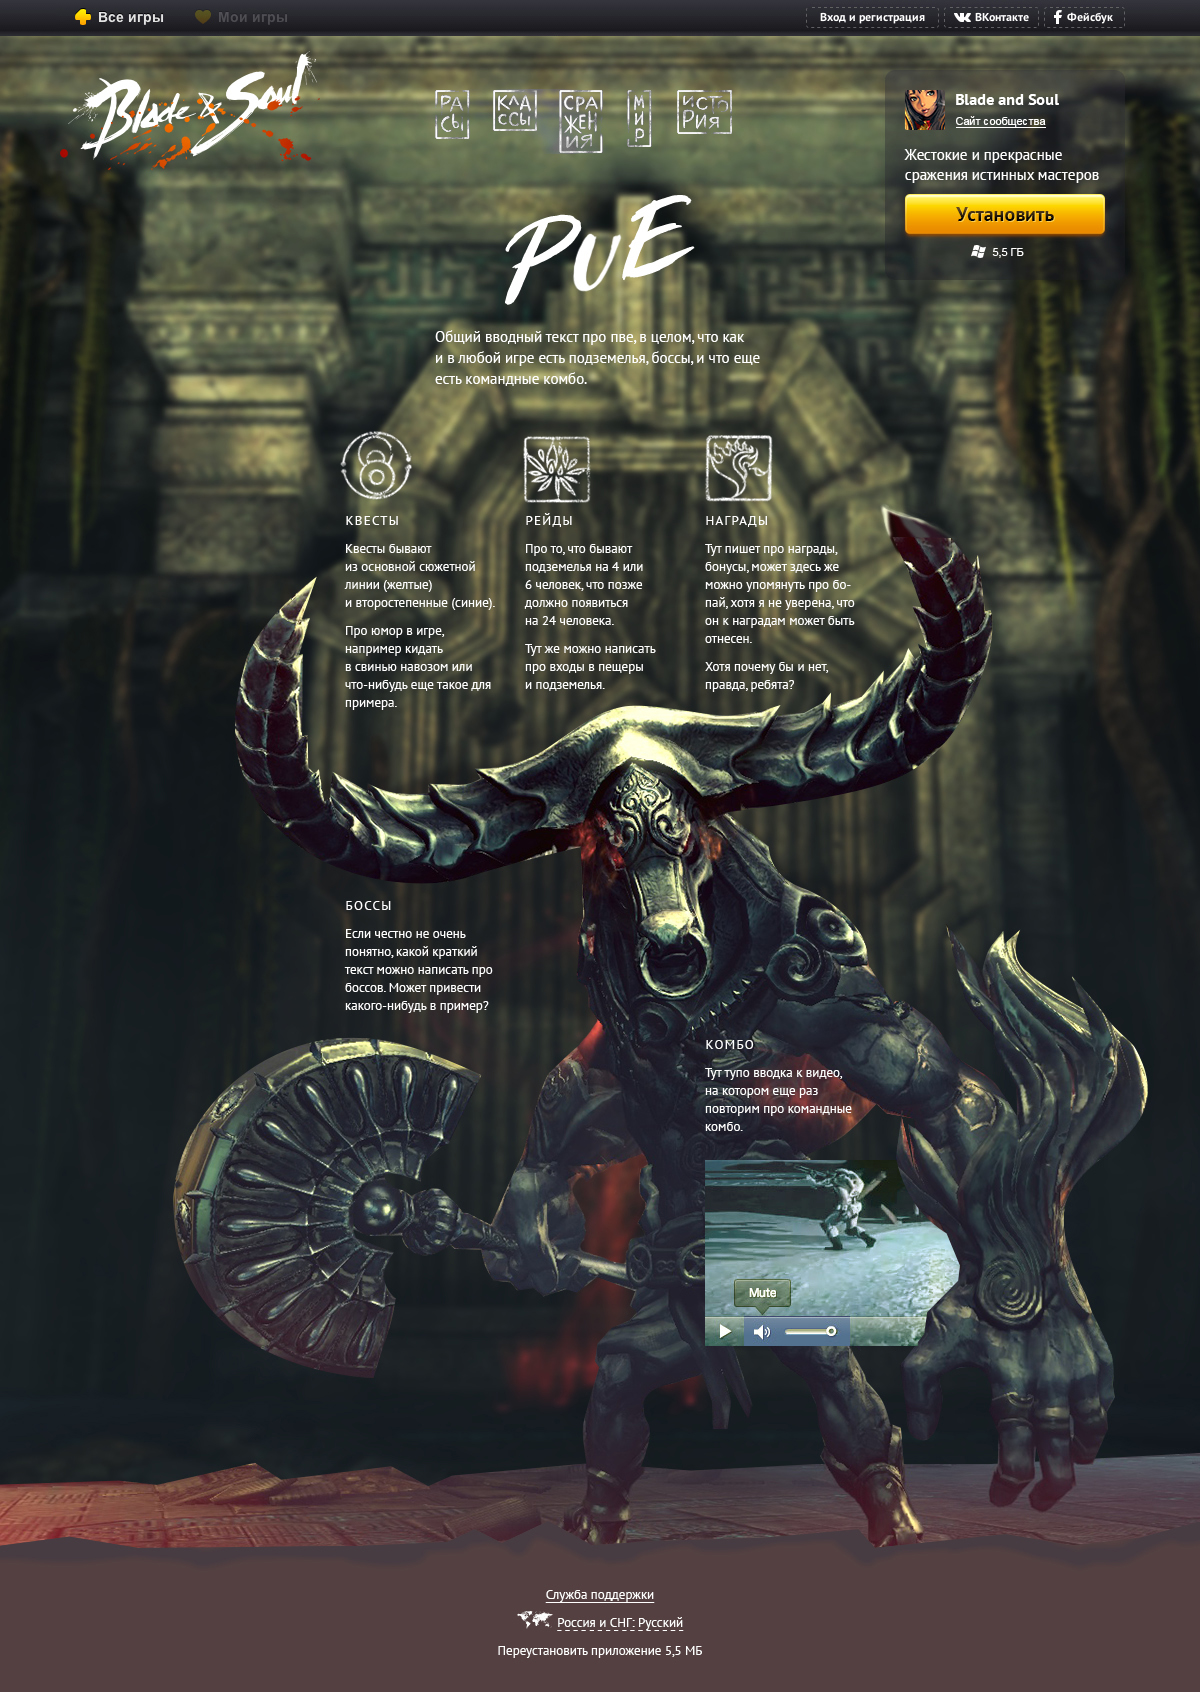 Все игры
Мои игры
Вход и регистрация
ВКонтакте
Фейсбук
Blade & Soul
РА
СЫ
КЛА
ССЫ
СРА
ЖЕН
ИЯ
МИР
ИСТО
РИЯ
Blade and Soul
Сайт сообщества
Жестокие и прекрасные
сражения истинных мастеров
Установить
5,5 ГБ
PvE
Общий вводный текст про пве, в целом, что как
и в любой игре есть подземелья, боссы, и что еще
есть командные комбо.
КВЕСТЫ
Квесты бывают
из основной сюжетной
линии (желтые)
и второстепенные (синие).
Про юмор в игре,
например кидать
в свинью навозом или
что-нибудь еще такое для
примера.
РЕЙДЫ
Про то, что бывают
подземелья на 4 или
6 человек, что позже
должно появиться
на 24 человека.
Тут же можно написать
про входы в пещеры
и подземелья.
НАГРАДЫ
Тут пишет про награды,
бонусы, может здесь же
можно упомянуть про бо-
пай, хотя я не уверена, что
он к наградам может быть
отнесен.
Хотя почему бы и нет,
правда, ребята?
БОССЫ
Если честно не очень
понятно, какой краткий
текст можно написать про
боссов. Может привести
какого-нибудь в пример?
КОМБО
Тут тупо вводка к видео,
на котором еще раз
повторим про командные
комбо.
Mute
Служба поддержки
Россия и СНГ: Русский
Переустановить приложение 5,5 МБ